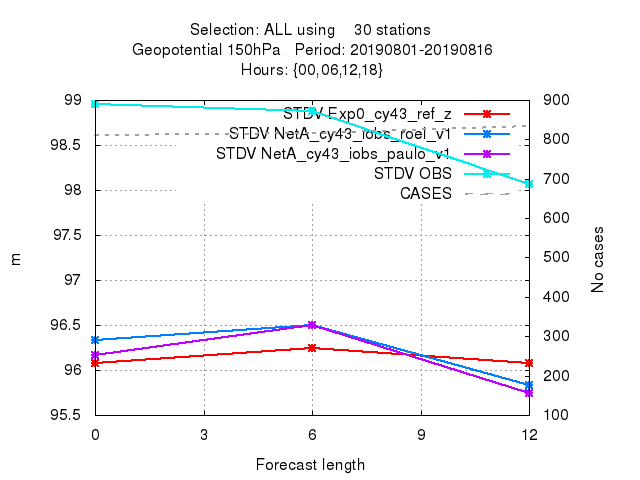 Selection: ALL using    30 stations
Geopotential 150hPa   Period: 20190801-20190816
Hours: {00,06,12,18}
99
98.5
98
97.5
97
96.5
96
95.5
900
800
700
600
500
400
300
200
100
STDV Exp0_cy43_ref_z
STDV NetA_cy43_iobs_roel_v1
STDV NetA_cy43_iobs_paulo_v1
STDV OBS
CASES
m
No cases
0 3 6 9 12
Forecast length